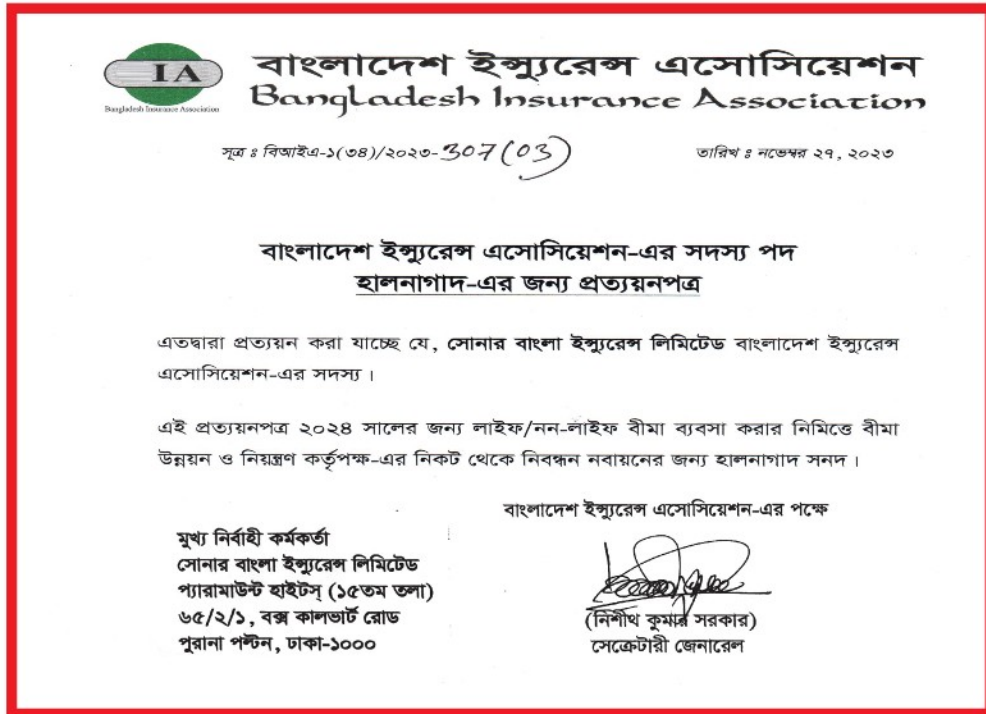 IA
Bangladesh Insurance Association
বাংলাদেশ ইন্স্যুরেন্স এসোসিয়েশন
Bangladesh Insurance Association
সূত্র ঃ বিআইএ-১(৩৪)/২০২৩-307(03)
তারিখ ঃ নভেম্বর ২৭, ২০২৩
বাংলাদেশ ইন্স্যুরেন্স এসোসিয়েশন-এর সদস্য পদ
হালনাগাদ-এর জন্য প্রত্যয়নপত্র
এতদ্বারা প্রত্যয়ন করা যাচ্ছে যে, সোনার বাংলা ইন্স্যুরেন্স লিমিটেড বাংলাদেশ ইন্স্যুরেন্স
এসোসিয়েশন-এর সদস্য।
এই প্রত্যয়নপত্র ২০২৪ সালের জন্য লাইফ/নন-লাইফ বীমা ব্যবসা করার নিমিত্তে বীমা
উন্নয়ন ও নিয়ন্ত্রণ কর্তৃপক্ষ-এর নিকট থেকে নিবন্ধন নবায়নের জন্য হালনাগাদ সনদ।
বাংলাদেশ ইন্স্যুরেন্স এসোসিয়েশন-এর পক্ষে
মুখ্য নির্বাহী কর্মকর্তা
সোনার বাংলা ইন্স্যুরেন্স লিমিটেড
প্যারামাউন্ট হাইটস্ (১৫তম তলা)
৬৫/২/১, বক্স কালভার্ট রোড
পুরানা পল্টন, ঢাকা-১০০০
(নিশীথ কুমার সরকার)
সেক্রেটারী জেনারেল